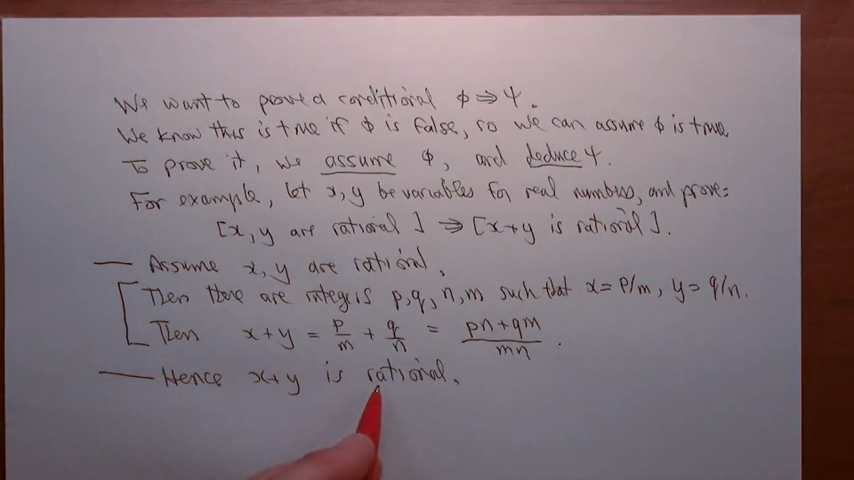 We want to prove a conditional ϕ ⇒ ψ.
We know this is true if ϕ is false, so we can assume ϕ is true.
To prove it, we assume ϕ, and deduce ψ.
For example, let x, y be variables for real numbers, and prove:
[x, y are rational] ⇒ [x+y is rational].
— Assume x, y are rational.
Then there are integers p, q, n, m such that x = p/m, y = q/n.
Then x+y = p/m + q/n = (pn+qm)/mn.
— Hence x+y is rational.